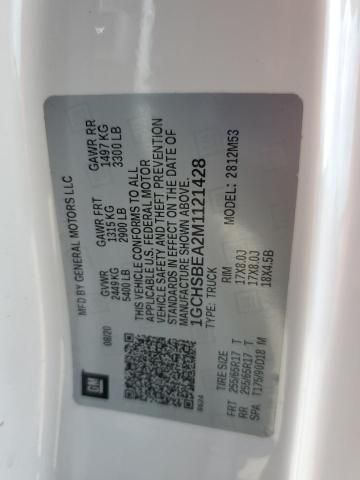 MFD BY GENERAL MOTORS LLC
08/20
GVWR
2449 KG
5400 LB
GAWR FRT
1315 KG
2900 LB
GAWR RR
1497 KG
3300 LB
THIS VEHICLE CONFORMS TO ALL
APPLICABLE U.S. FEDERAL MOTOR
VEHICLE SAFETY AND THEFT PREVENTION
STANDARDS IN EFFECT ON THE DATE OF
MANUFACTURE SHOWN ABOVE.
1GCHSBEA2M1121428
TYPE: TRUCK
MODEL: 2812M53
GM
TIRE SIZE RIM
FRT 255/65R17 T 17X8.0J
RR 255/65R17 T 17X8.0J
SPA T175/90D18 M 18X4.5B